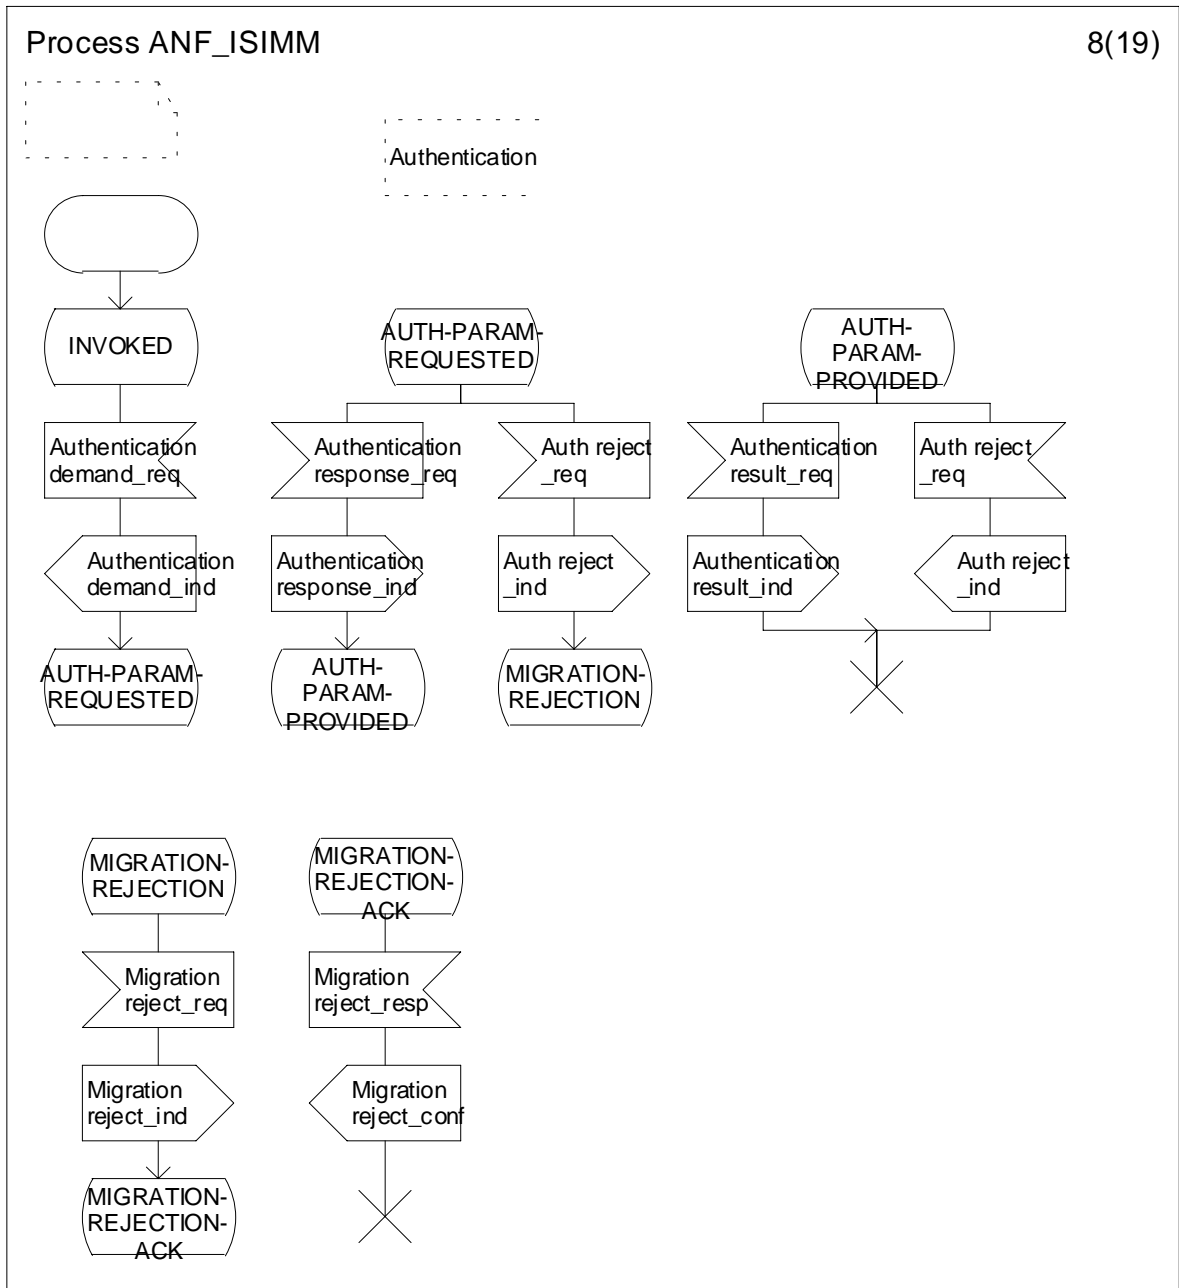 Process ANF_ISIMM
8(19)
Authentication
INVOKED
AUTH-PARAM-
REQUESTED
AUTH-
PARAM-
PROVIDED
Authentication
demand_req
Authentication
response_req
Auth reject
_req
Authentication
result_req
Auth reject
_req
Authentication
demand_ind
Authentication
response_ind
Auth reject
_ind
Authentication
result_ind
Auth reject
_ind
AUTH-PARAM-
REQUESTED
AUTH-
PARAM-
PROVIDED
MIGRATION-
REJECTION
MIGRATION-
REJECTION
MIGRATION-
REJECTION-
ACK
Migration
reject_req
Migration
reject_resp
Migration
reject_ind
Migration
reject_conf
MIGRATION-
REJECTION-
ACK